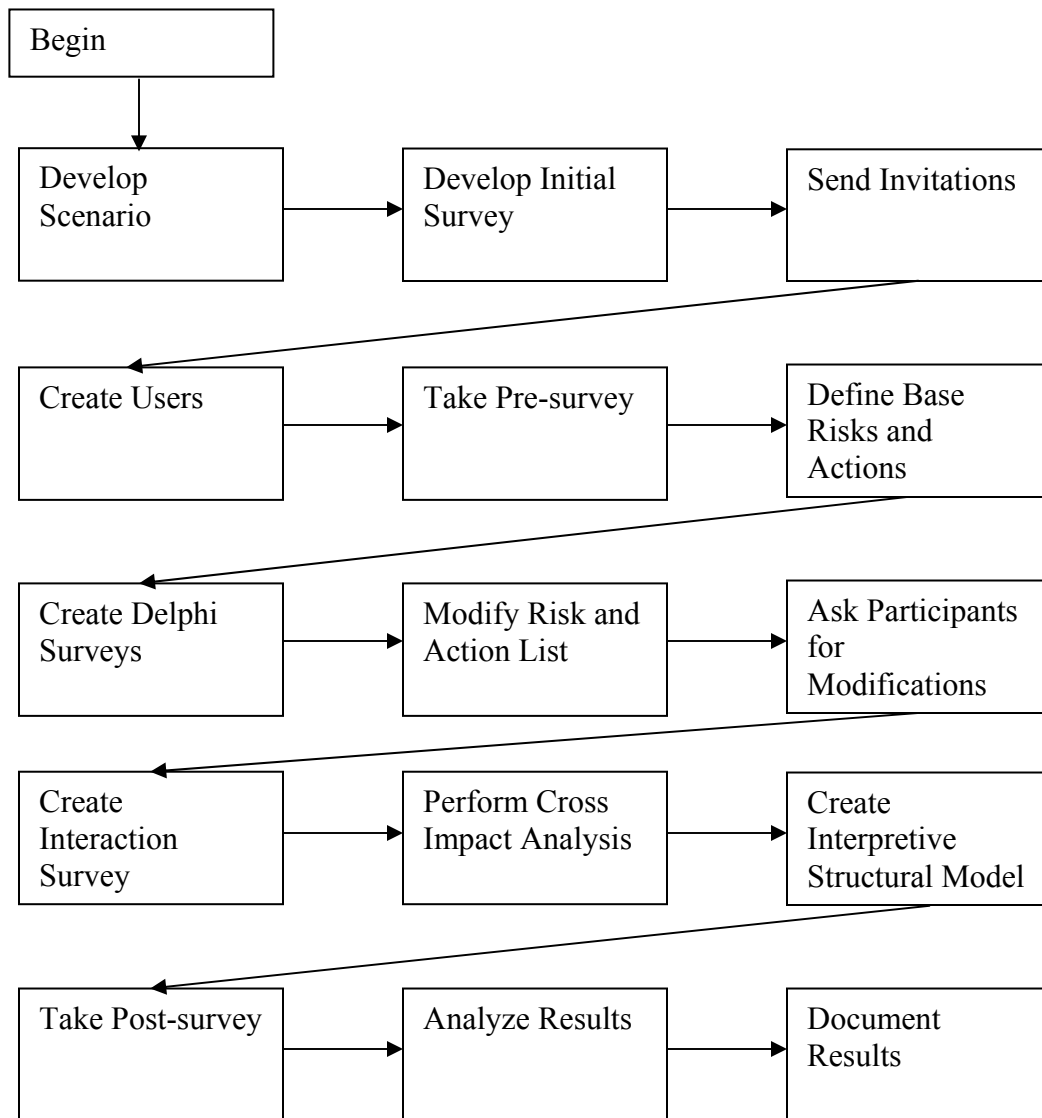 Begin
Develop
Scenario
Develop Initial
Survey
Send Invitations
Create Users
Take Pre-survey
Define Base
Risks and
Actions
Create Delphi
Surveys
Modify Risk and
Action List
Ask Participants
for
Modifications
Create
Interaction
Survey
Perform Cross
Impact Analysis
Create
Interpretive
Structural Model
Take Post-survey
Analyze Results
Document
Results